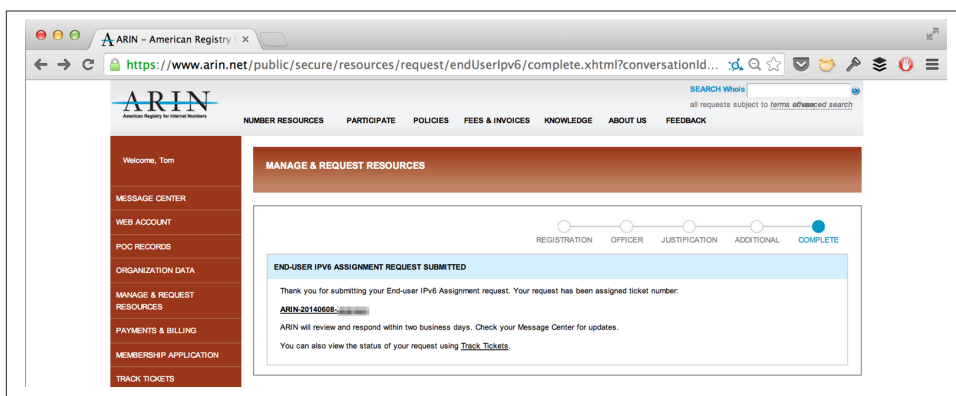 ARIN – American Registry
https://www.arin.net/public/secure/resources/request/endUserIpv6/complete.xhtml?conversationId...
SEARCH Whois
ARIN
American Registry for Internet Numbers
all requests subject to terms of use
advanced search
NUMBER RESOURCES PARTICIPATE POLICIES FEES & INVOICES KNOWLEDGE ABOUT US FEEDBACK
Welcome, Tom
MESSAGE CENTER
WEB ACCOUNT
POC RECORDS
ORGANIZATION DATA
MANAGE & REQUEST
RESOURCES
PAYMENTS & BILLING
MEMBERSHIP APPLICATION
TRACK TICKETS
MANAGE & REQUEST RESOURCES
REGISTRATION OFFICER JUSTIFICATION ADDITIONAL COMPLETE
END-USER IPV6 ASSIGNMENT REQUEST SUBMITTED
Thank you for submitting your End-user IPv6 Assignment request. Your request has been assigned ticket number:
ARIN-20140608-
ARIN will review and respond within two business days. Check your Message Center for updates.
You can also view the status of your request using Track Tickets.